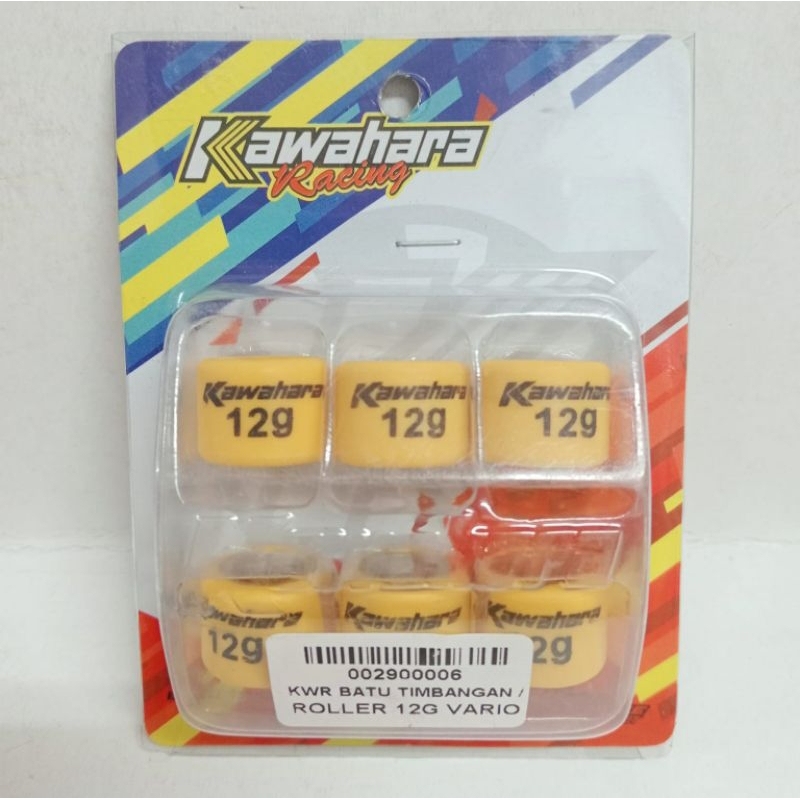 Kawahara
Racing
Kawahara
12g
Kawahara
12g
Kawahara
12g
Kawahara
12g
Kawahara
Kawahara
2g
002900006
KWR BATU TIMBANGAN /
ROLLER 12G VARIO